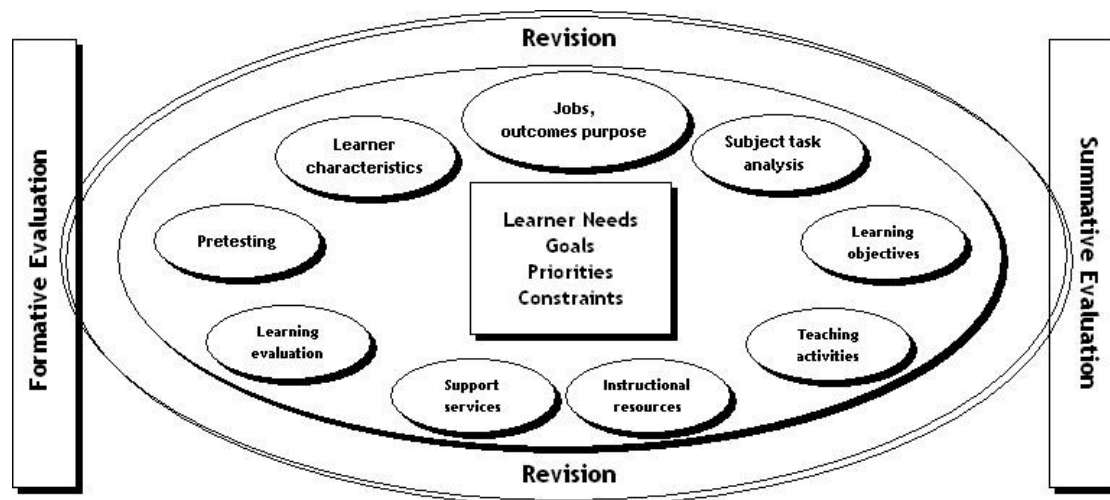 Revision
Formative Evaluation
Summative Evaluation
Jobs,
outcomes purpose
Learner
characteristics
Subject task
analysis
Pretesting
Learner Needs
Goals
Priorities
Constraints
Learning
objectives
Learning
evaluation
Teaching
activities
Support
services
Instructional
resources
Revision